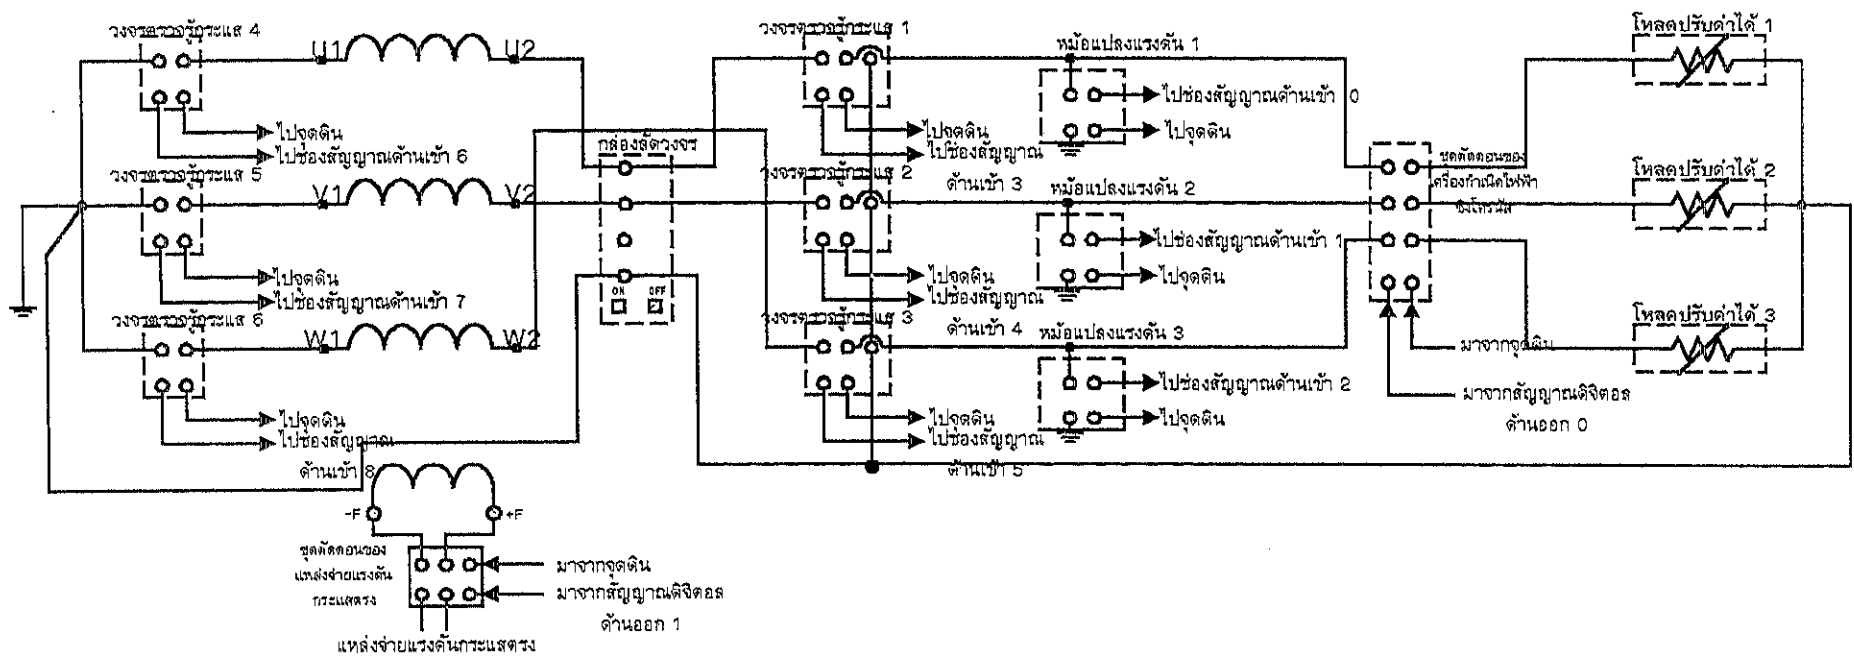 วงจรตรวจรู้กระแส 4
U1
U2
ไปจุดดิน
ไปช่องสัญญาณด้านเข้า 6
วงจรตรวจรู้กระแส 5
V1
V2
ไปจุดดิน
ไปช่องสัญญาณด้านเข้า 7
วงจรตรวจรู้กระแส 6
W1
W2
ไปจุดดิน
ไปช่องสัญญาณ
ด้านเข้า 8
กล่องลัดวงจร
ON
OFF
วงจรตรวจรู้กระแส 1
ไปจุดดิน
ไปช่องสัญญาณ
ด้านเข้า 3
วงจรตรวจรู้กระแส 2
ไปจุดดิน
ไปช่องสัญญาณ
ด้านเข้า 4
วงจรตรวจรู้กระแส 3
ไปจุดดิน
ไปช่องสัญญาณ
ด้านเข้า 5
หม้อแปลงแรงดัน 1
ไปช่องสัญญาณด้านเข้า 0
ไปจุดดิน
หม้อแปลงแรงดัน 2
ไปช่องสัญญาณด้านเข้า 1
ไปจุดดิน
หม้อแปลงแรงดัน 3
ไปช่องสัญญาณด้านเข้า 2
ไปจุดดิน
ชุดตัดตอนของ
เครื่องกำเนิดไฟฟ้า
ซิงโครนัส
มาจากจุดดิน
มาจากสัญญาณดิจิตอล
ด้านออก 0
โหลดปรับค่าได้ 1
โหลดปรับค่าได้ 2
โหลดปรับค่าได้ 3
-F
+F
ชุดตัดตอนของ
แหล่งจ่ายแรงดัน
กระแสตรง
มาจากจุดดิน
มาจากสัญญาณดิจิตอล
ด้านออก 1
แหล่งจ่ายแรงดันกระแสตรง